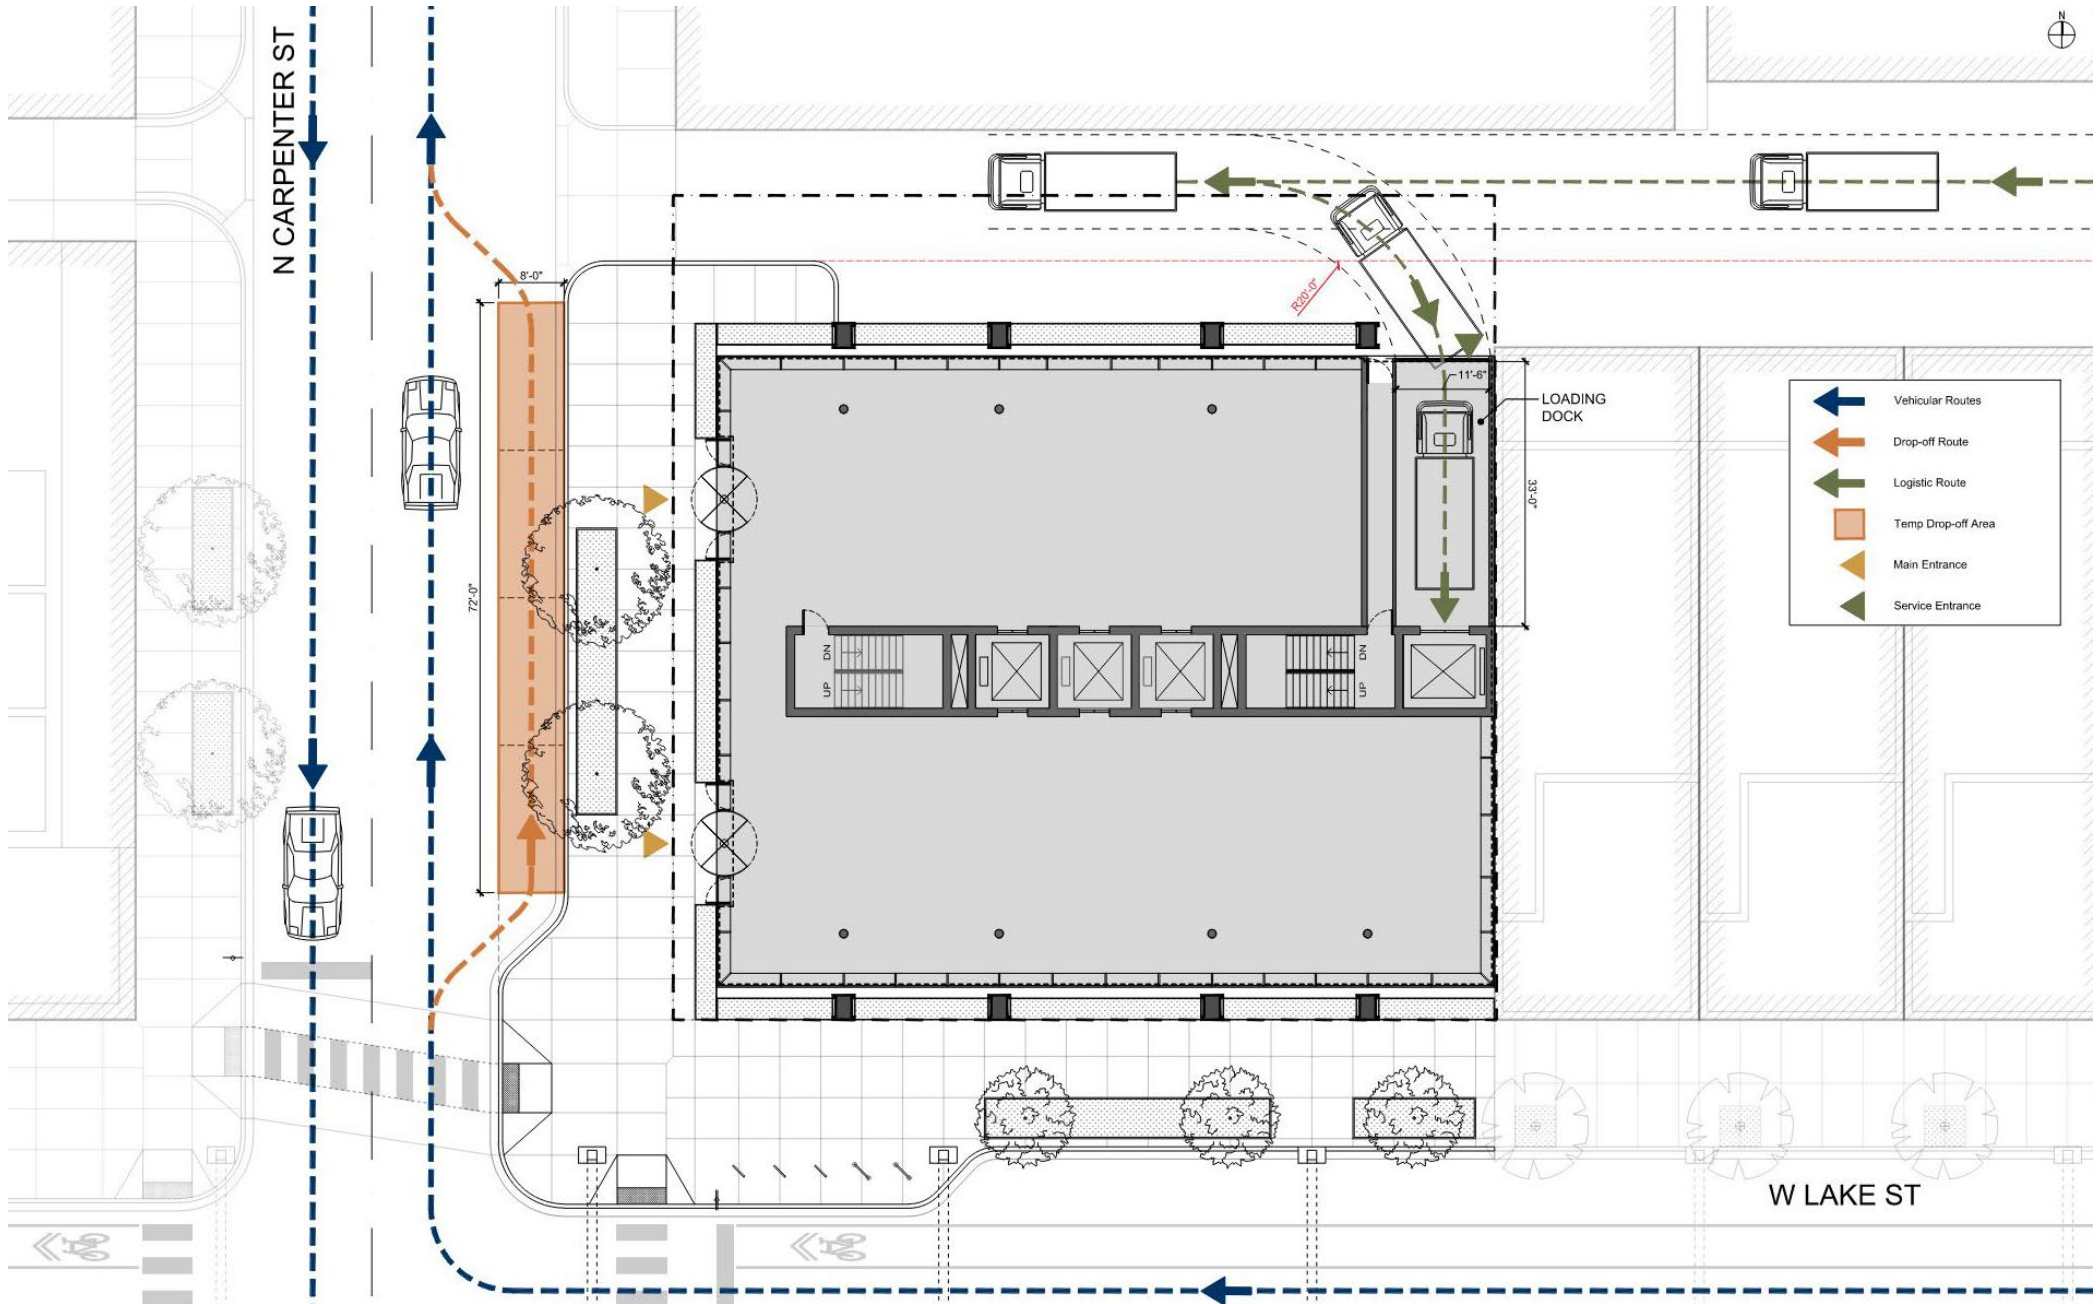 N
N CARPENTER ST
8'-0"
R20'-0"
11'-6"
LOADING
DOCK
33'-0"
72'-0"
Vehicular Routes
Drop-off Route
Logistic Route
Temp Drop-off Area
Main Entrance
Service Entrance
DN
UP
DN
UP
W LAKE ST